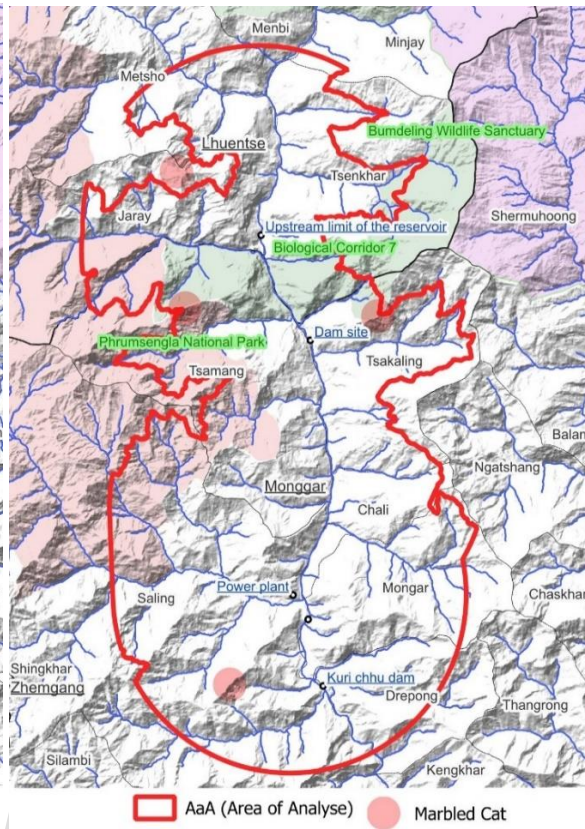 Menbi
Minjay
Metsho
Bumdeling Wildlife Sanctuary
Lhuentse
Tsenkhar
Jaray
Shermuhoong
Upstream limit of the reservoir
Biological Corridor 7
Dam site
Phrumsengla National Park
Tsakaling
Tsamang
Balan
Ngatshang
Monggar
Chali
Power plant
Mongar
Saling
Chaskhar
Shingkhar
Kuri chhu dam
Zhemgang
Drepong
Thangrong
Silambi
Kengkhar
AaA (Area of Analyse)
Marbled Cat